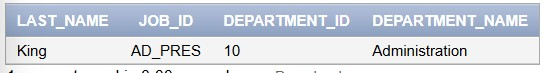 LAST_NAME JOB_ID DEPARTMENT_ID DEPARTMENT_NAME
King AD_PRES 10 Administration